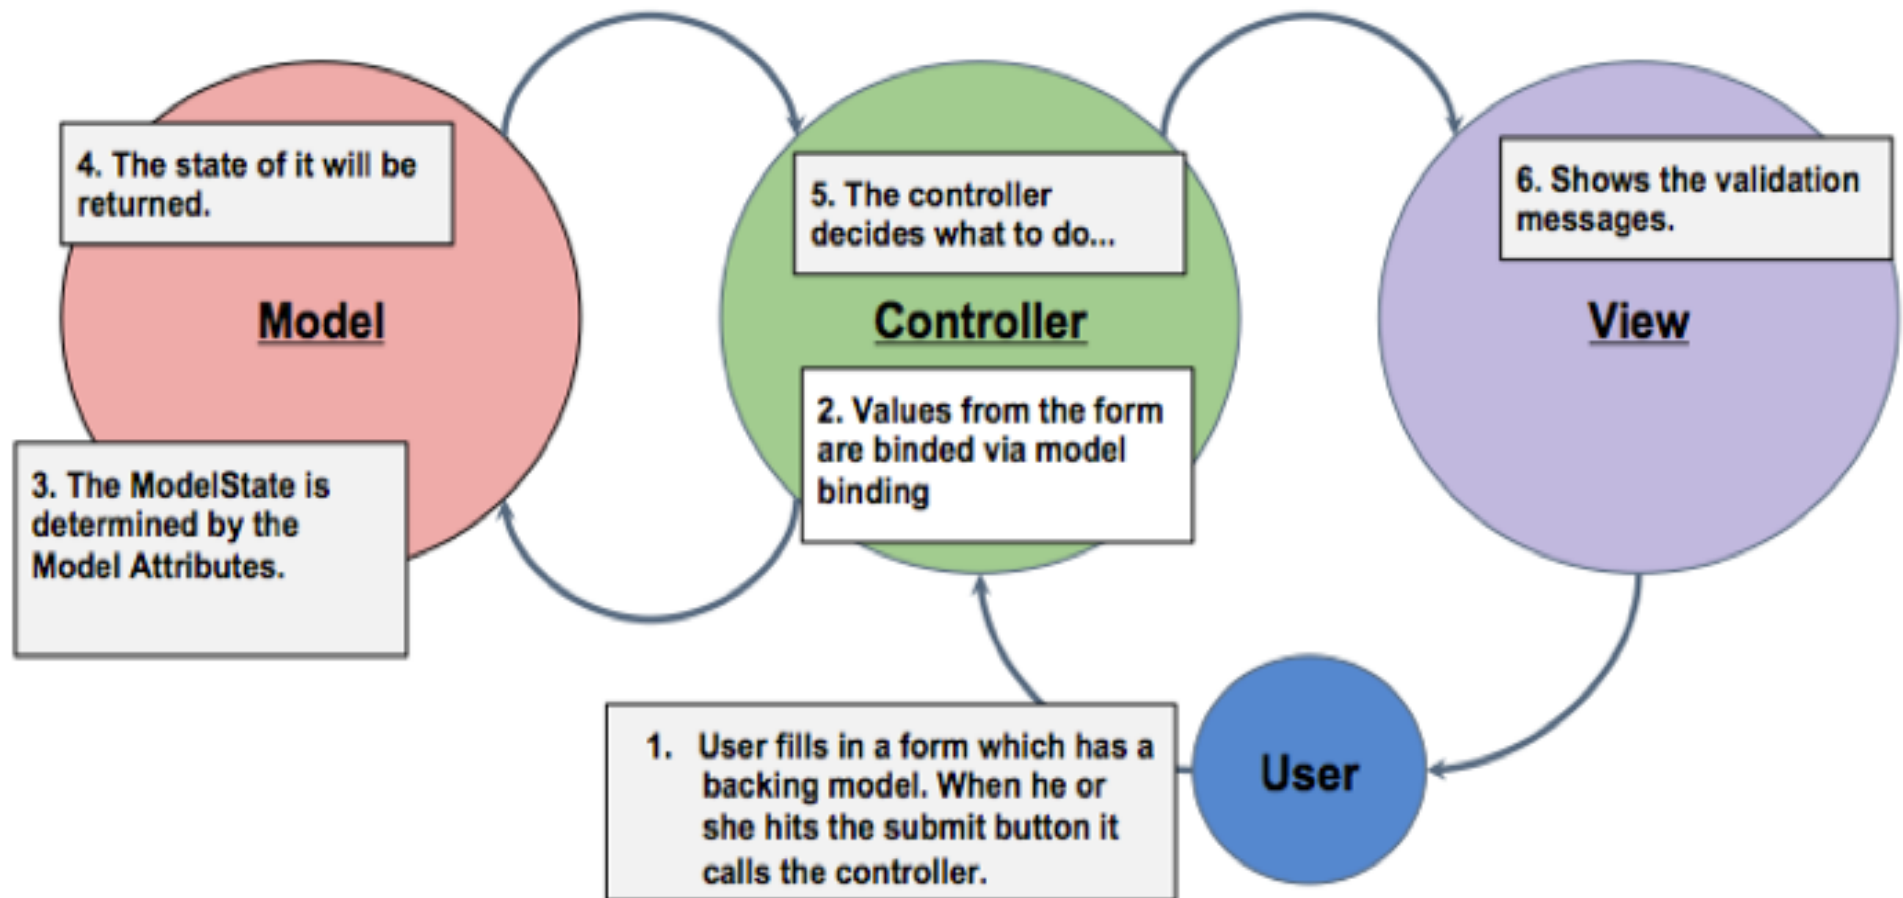 4. The state of it will be
returned.
Model
3. The ModelState is
determined by the
Model Attributes.
5. The controller
decides what to do...
Controller
2. Values from the form
are binded via model
binding
6. Shows the validation
messages.
View
1. User fills in a form which has a
backing model. When he or
she hits the submit button it
calls the controller.
User